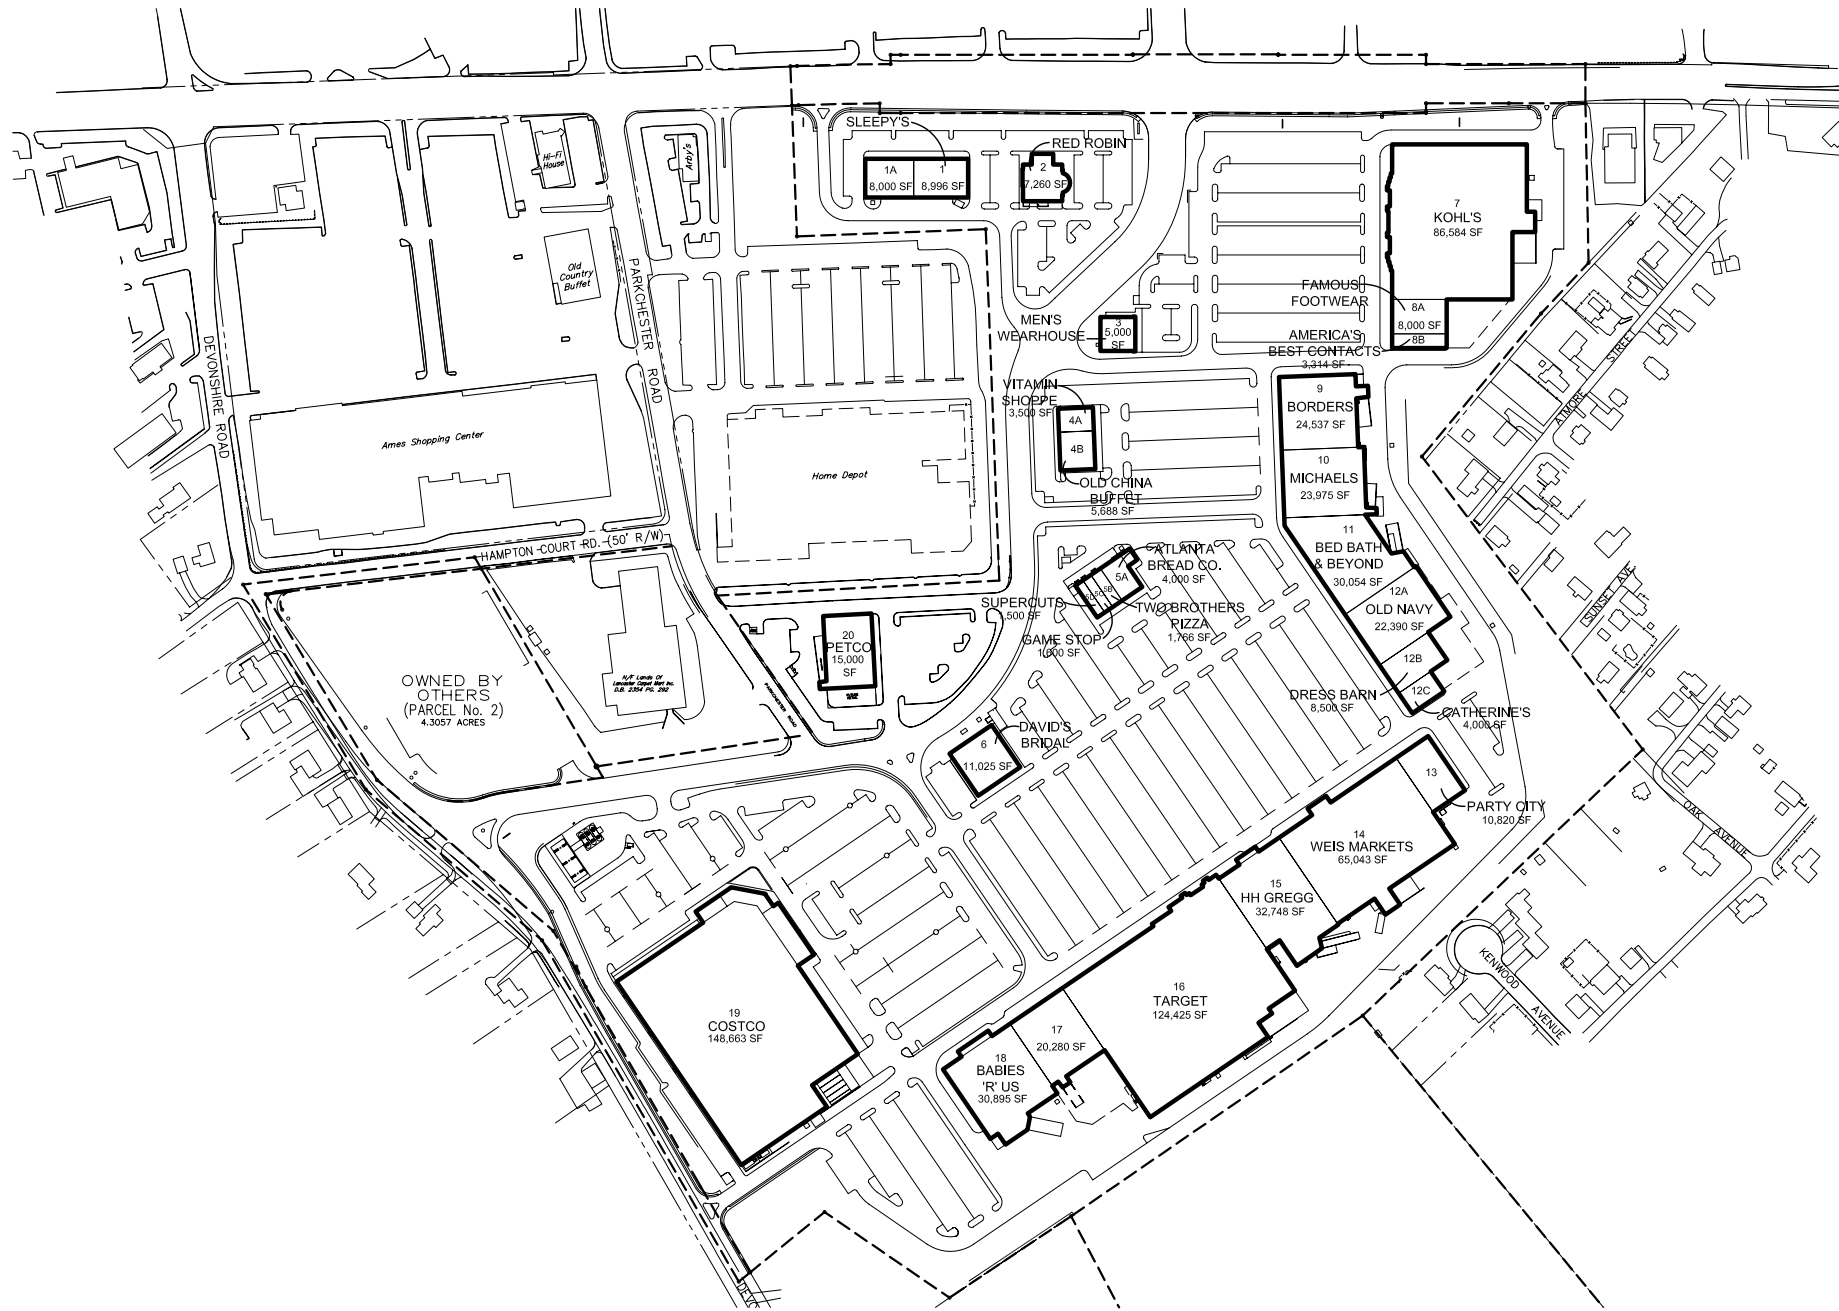 SLEEPY'S
1A
8,000 SF
1
8,996 SF
RED ROBIN
2
7,260 SF
Hi-Fi
House
Arby's
7
KOHL'S
86,584 SF
Old
Country
Buffet
PARKCHESTER ROAD
DEVONSHIRE ROAD
FAMOUS
FOOTWEAR
8A
8,000 SF
8B
MEN'S
WEARHOUSE
3
5,000
SF
AMERICA'S
BEST CONTACTS
3,314 SF
ATMORE STREET
VITAMIN
SHOPPE
3,500 SF
4A
4B
OLD CHINA
BUFFET
5,688 SF
9
BORDERS
24,537 SF
10
MICHAELS
23,975 SF
Ames Shopping Center
Home Depot
HAMPTON COURT RD. (50' R/W)
11
BED BATH
& BEYOND
30,054 SF
ATLANTA
BREAD CO.
4,000 SF
5A
5B
SUPERCUTS
TWO BROTHERS
PIZZA
1,766 SF
GAME STOP
12A
OLD NAVY
22,390 SF
12B
12C
DRESS BARN
8,500 SF
CATHERINE'S
4,000 SF
SUNSET AVE.
20
PETCO
15,000
SF
PARKCHESTER ROAD
OWNED BY
OTHERS
(PARCEL No. 2)
4.3057 ACRES
N/F Lands Of
Lancaster Carpet Mart Inc.
D.B. 2354 PG. 292
DAVID'S
BRIDAL
6
11,025 SF
13
PARTY CITY
10,820 SF
OAK AVENUE
14
WEIS MARKETS
65,043 SF
15
HH GREGG
32,748 SF
KENWOOD AVENUE
16
TARGET
124,425 SF
17
20,280 SF
18
BABIES
'R' US
30,895 SF
19
COSTCO
148,663 SF